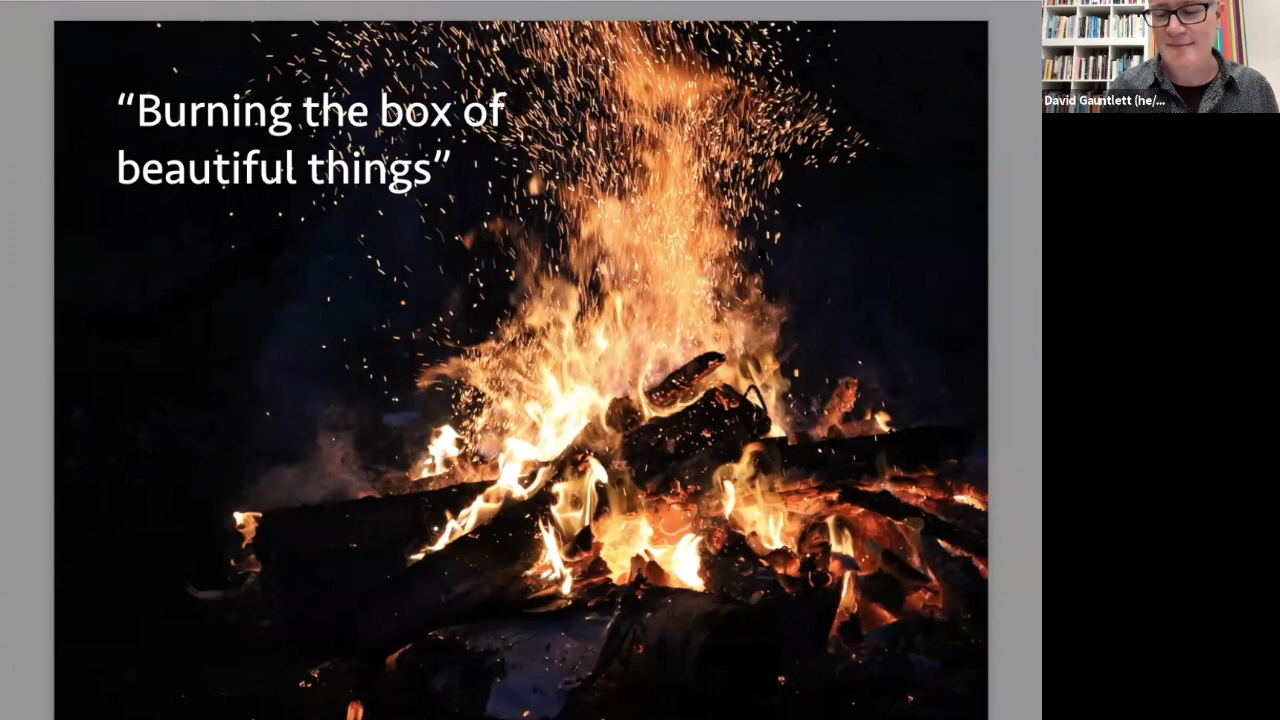 “Burning the box of
beautiful things”
David Gauntlett (he/...